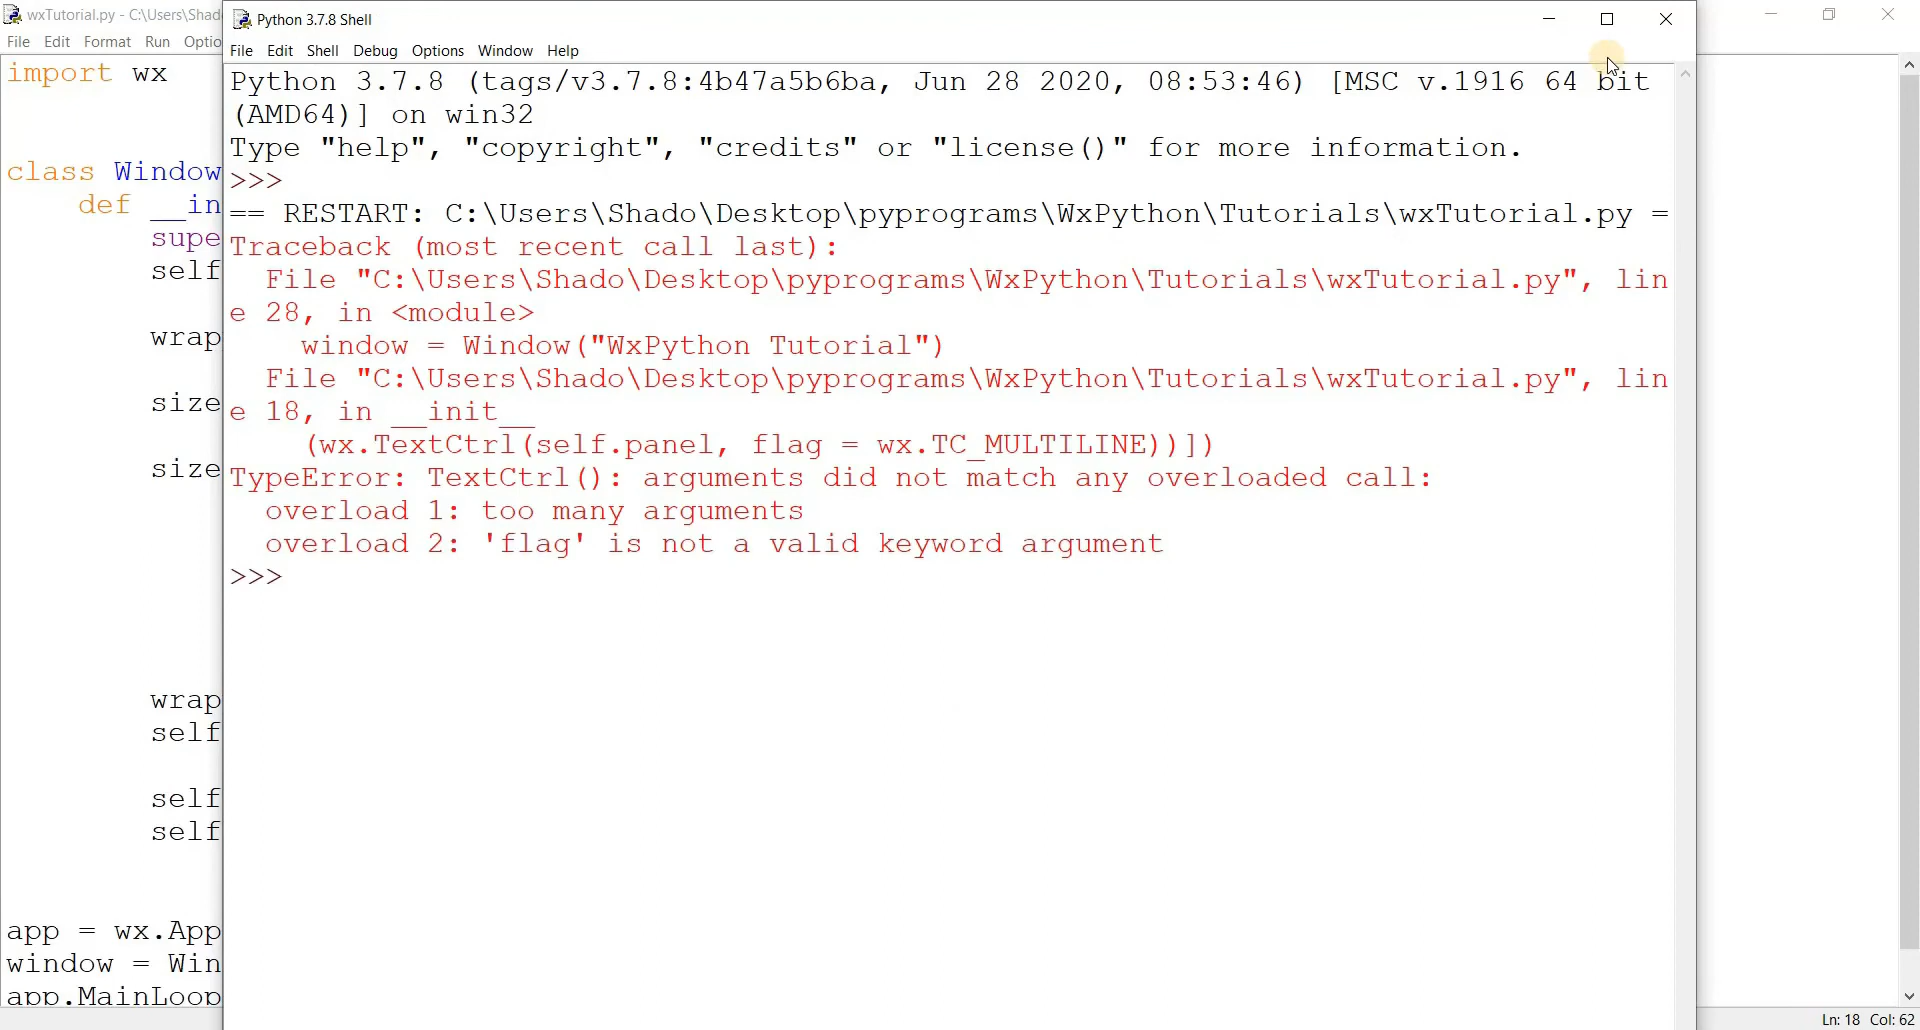 wxTutorial.py - C:\Users\Shad
File Edit Format Run Optio
import wx
class Window
def __in
supe
self
wrap
size
size
wrap
self
self
self
app = wx.App
window = Win
app.MainLoop
Python 3.7.8 Shell
File Edit Shell Debug Options Window Help
Python 3.7.8 (tags/v3.7.8:4b47a5b6ba, Jun 28 2020, 08:53:46) [MSC v.1916 64 bit
(AMD64)] on win32
Type "help", "copyright", "credits" or "license()" for more information.
>>>
== RESTART: C:\Users\Shado\Desktop\pyprograms\WxPython\Tutorials\wxTutorial.py =
Traceback (most recent call last):
File "C:\Users\Shado\Desktop\pyprograms\WxPython\Tutorials\wxTutorial.py", lin
e 28, in <module>
window = Window("WxPython Tutorial")
File "C:\Users\Shado\Desktop\pyprograms\WxPython\Tutorials\wxTutorial.py", lin
e 18, in __init__
(wx.TextCtrl(self.panel, flag = wx.TC_MULTILINE))])
TypeError: TextCtrl(): arguments did not match any overloaded call:
overload 1: too many arguments
overload 2: 'flag' is not a valid keyword argument
>>>
Ln: 18 Col: 62